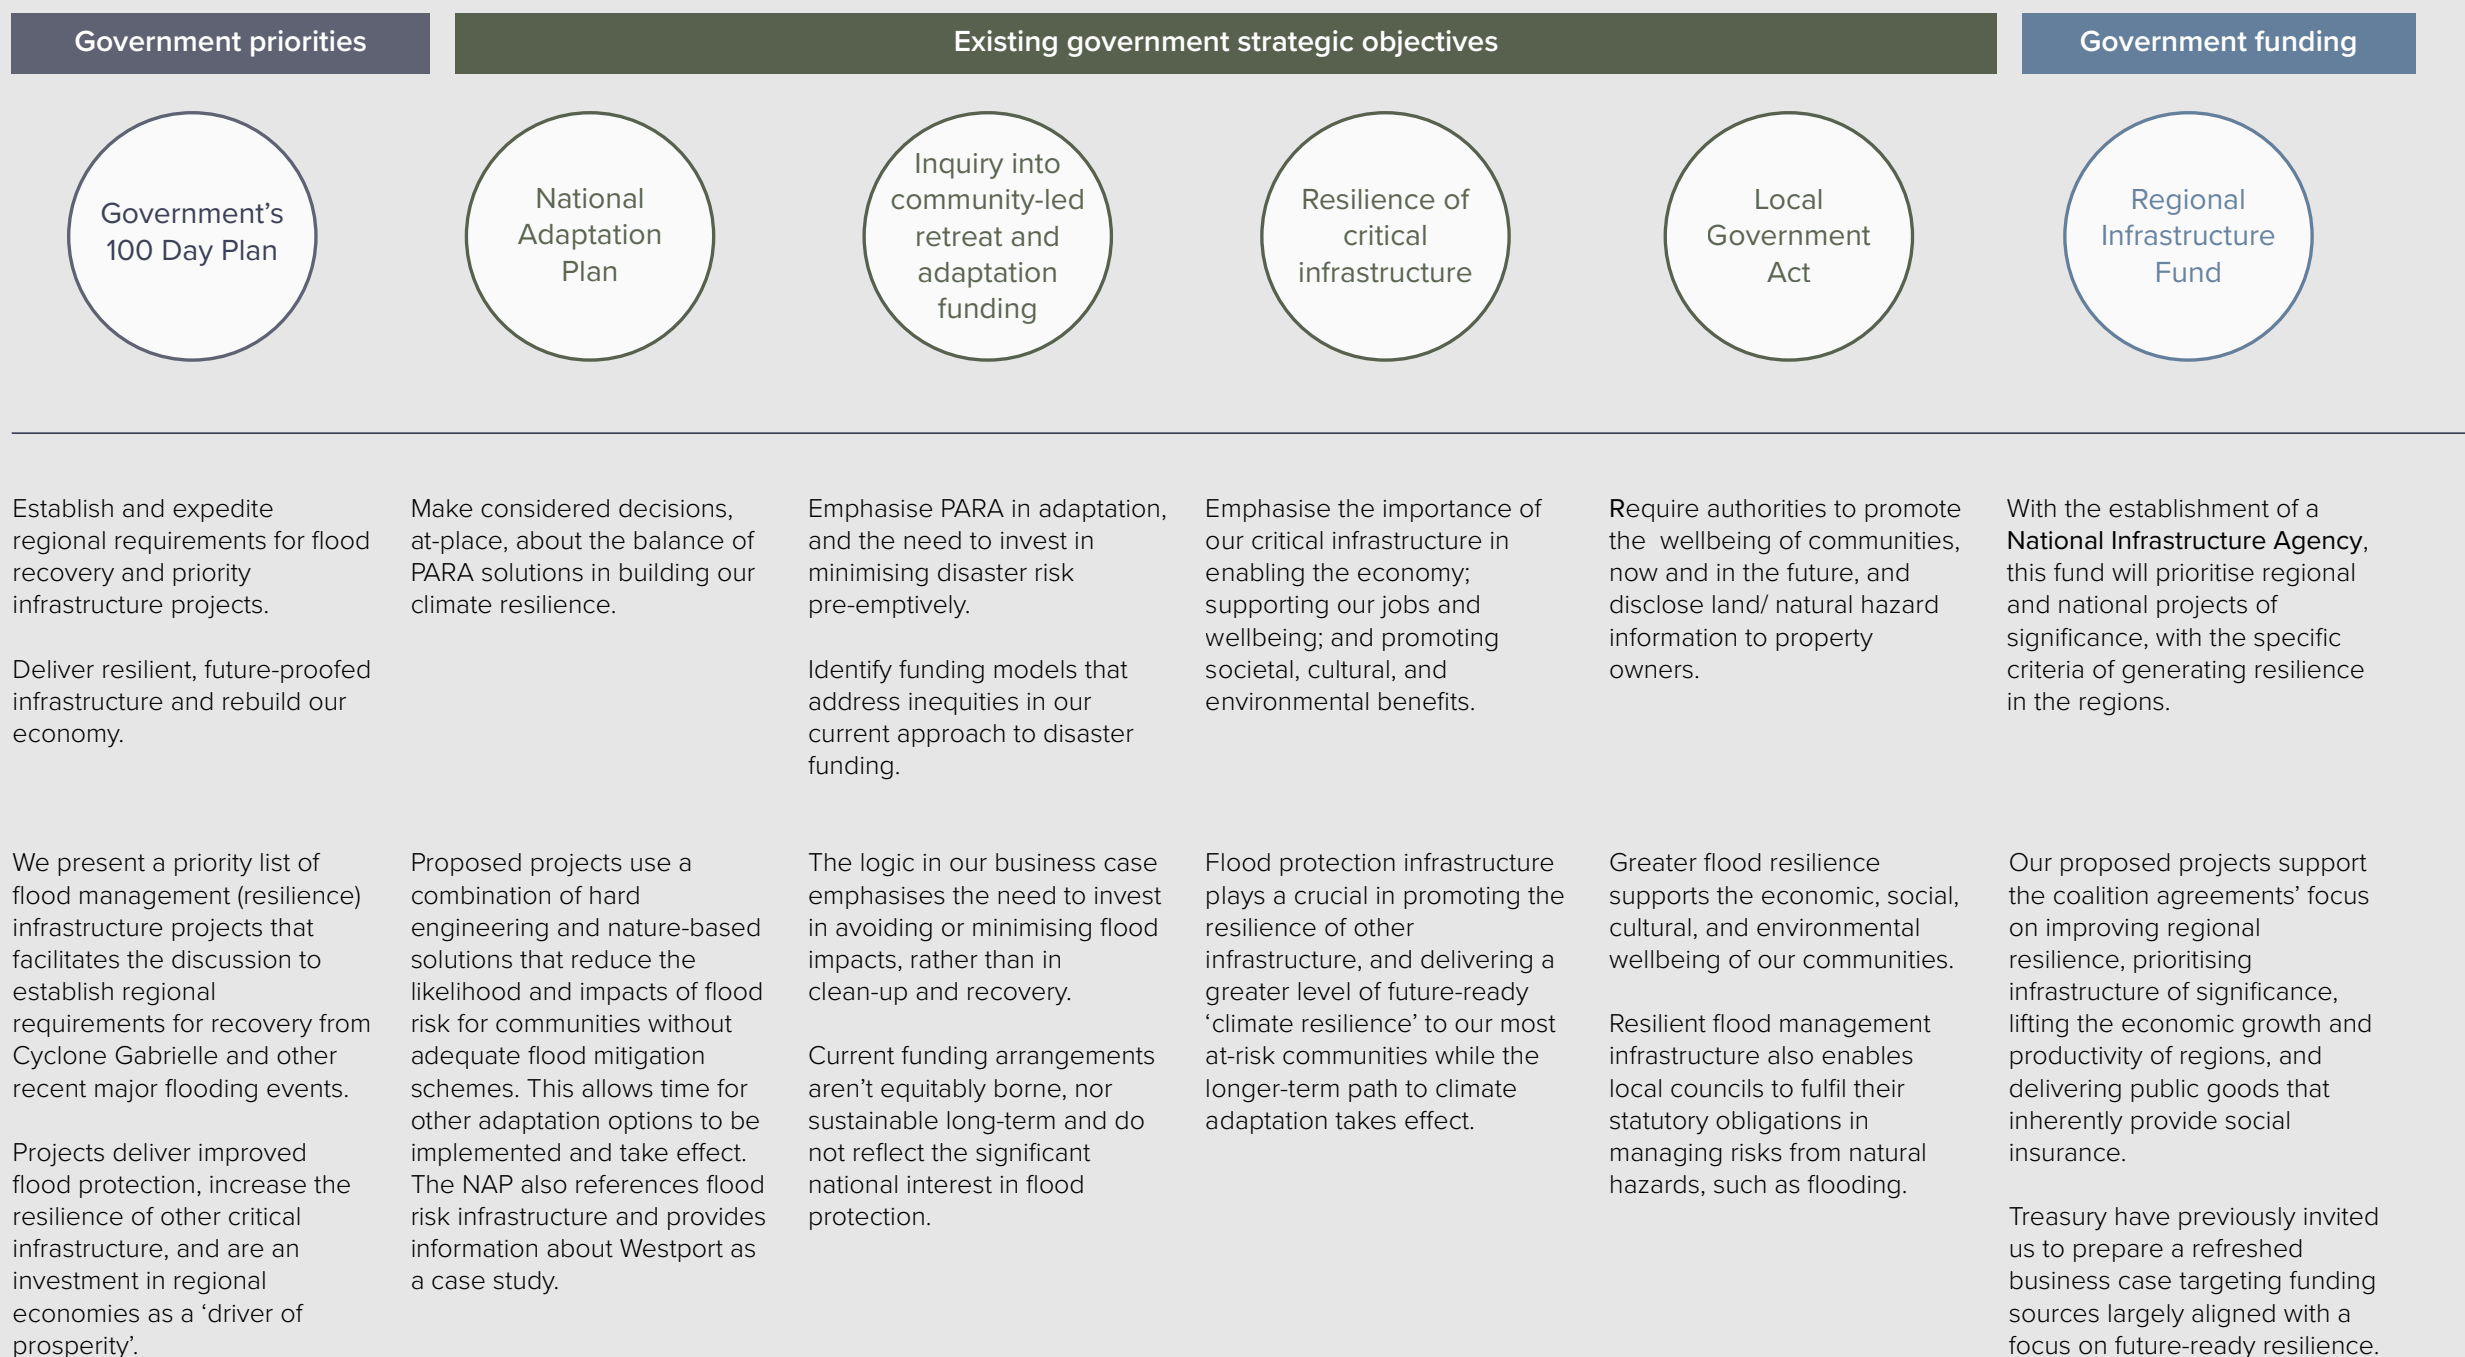 Government priorities
Existing government strategic objectives
Government funding
Government's
100 Day Plan
National
Adaptation
Plan
Inquiry into
community-led
retreat and
adaptation
funding
Resilience of
critical
infrastructure
Local
Government
Act
Regional
Infrastructure
Fund
Establish and expedite
regional requirements for flood
recovery and priority
infrastructure projects.
Deliver resilient, future-proofed
infrastructure and rebuild our
economy.
Make considered decisions,
at-place, about the balance of
PARA solutions in building our
climate resilience.
Emphasise PARA in adaptation,
and the need to invest in
minimising disaster risk
pre-emptively.
Identify funding models that
address inequities in our
current approach to disaster
funding.
Emphasise the importance of
our critical infrastructure in
enabling the economy;
supporting our jobs and
wellbeing; and promoting
societal, cultural, and
environmental benefits.
Require authorities to promote
the  wellbeing of communities,
now and in the future, and
disclose land/ natural hazard
information to property
owners.
With the establishment of a
National Infrastructure Agency,
this fund will prioritise regional
and national projects of
significance, with the specific
criteria of generating resilience
in the regions.
We present a priority list of
flood management (resilience)
infrastructure projects that
facilitates the discussion to
establish regional
requirements for recovery from
Cyclone Gabrielle and other
recent major flooding events.
Projects deliver improved
flood protection, increase the
resilience of other critical
infrastructure, and are an
investment in regional
economies as a ‘driver of
prosperity’.
Proposed projects use a
combination of hard
engineering and nature-based
solutions that reduce the
likelihood and impacts of flood
risk for communities without
adequate flood mitigation
schemes. This allows time for
other adaptation options to be
implemented and take effect.
The NAP also references flood
risk infrastructure and provides
information about Westport as
a case study.
The logic in our business case
emphasises the need to invest
in avoiding or minimising flood
impacts, rather than in
clean-up and recovery.
Current funding arrangements
aren’t equitably borne, nor
sustainable long-term and do
not reflect the significant
national interest in flood
protection.
Flood protection infrastructure
plays a crucial in promoting the
resilience of other
infrastructure, and delivering a
greater level of future-ready
‘climate resilience’ to our most
at-risk communities while the
longer-term path to climate
adaptation takes effect.
Greater flood resilience
supports the economic, social,
cultural, and environmental
wellbeing of our communities.
Resilient flood management
infrastructure also enables
local councils to fulfil their
statutory obligations in
managing risks from natural
hazards, such as flooding.
Our proposed projects support
the coalition agreements’ focus
on improving regional
resilience, prioritising
infrastructure of significance,
lifting the economic growth and
productivity of regions, and
delivering public goods that
inherently provide social
insurance.
Treasury have previously invited
us to prepare a refreshed
business case targeting funding
sources largely aligned with a
focus on future-ready resilience.